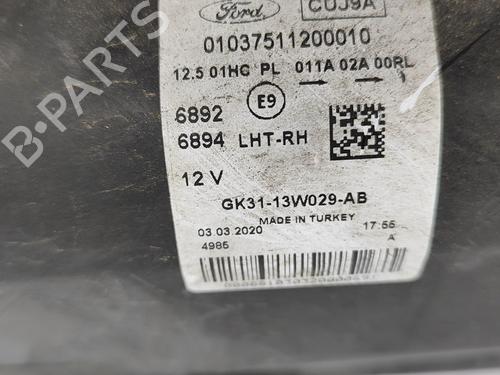 Ford CUJ9A
01037511200010
12.5 01HC PL 011A 02A 00RL
6892 E9
6894 LHT-RH
12 V
GK31-13W029-AB
MADE IN TURKEY
03.03.2020 17:55
4985 A
B-PARTS